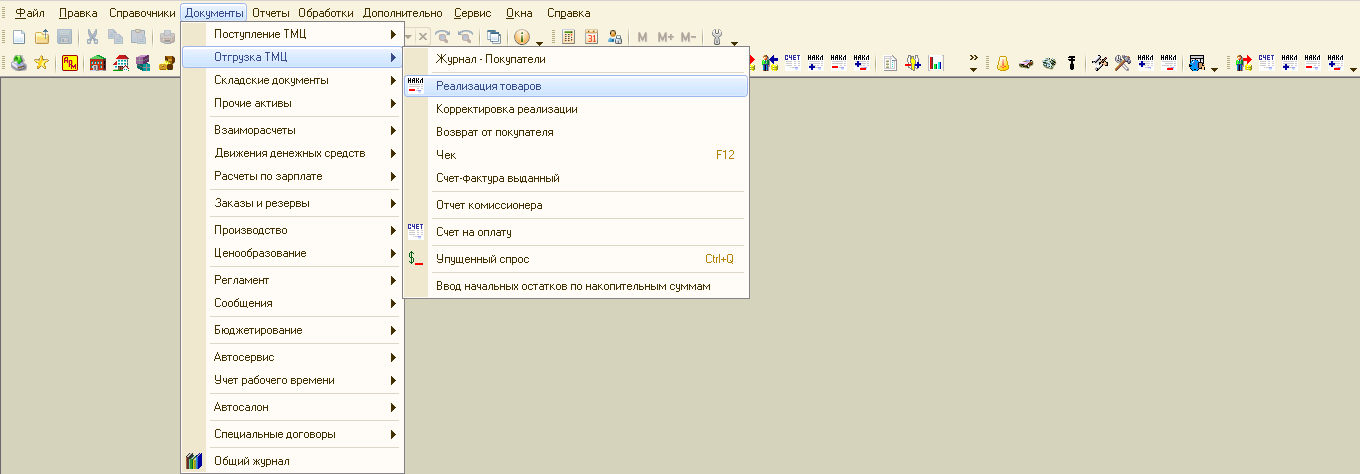 Файл Правка Справочники Документы Отчеты Обработки Дополнительно Сервис Окна Справка
M M+ M-
31
СЧЕТ НАКЛ НАКЛ НАКЛ НАКЛ НАКЛ СЧЕТ НАКЛ НАКЛ НАКЛ
Поступление ТМЦ
Отгрузка ТМЦ
Складские документы
Прочие активы
Взаиморасчеты
Движения денежных средств
Расчеты по зарплате
Заказы и резервы
Производство
Ценообразование
Регламент
Сообщения
Бюджетирование
Автосервис
Учет рабочего времени
Автосалон
Специальные договоры
Общий журнал
Журнал - Покупатели
НАКЛ Реализация товаров
Корректировка реализации
Возврат от покупателя
Чек F12
Счет-фактура выданный
Отчет комиссионера
СЧЕТ Счет на оплату
$ Упущенный спрос Ctrl+Q
Ввод начальных остатков по накопительным суммам